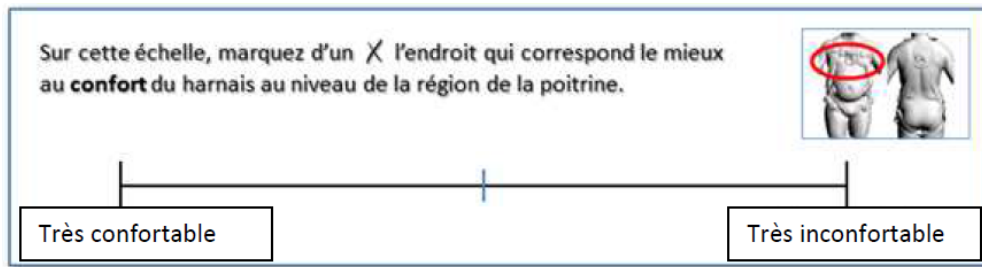 Sur cette échelle, marquez d'un X l'endroit qui correspond le mieux
au confort du harnais au niveau de la région de la poitrine.
Très confortable
Très inconfortable